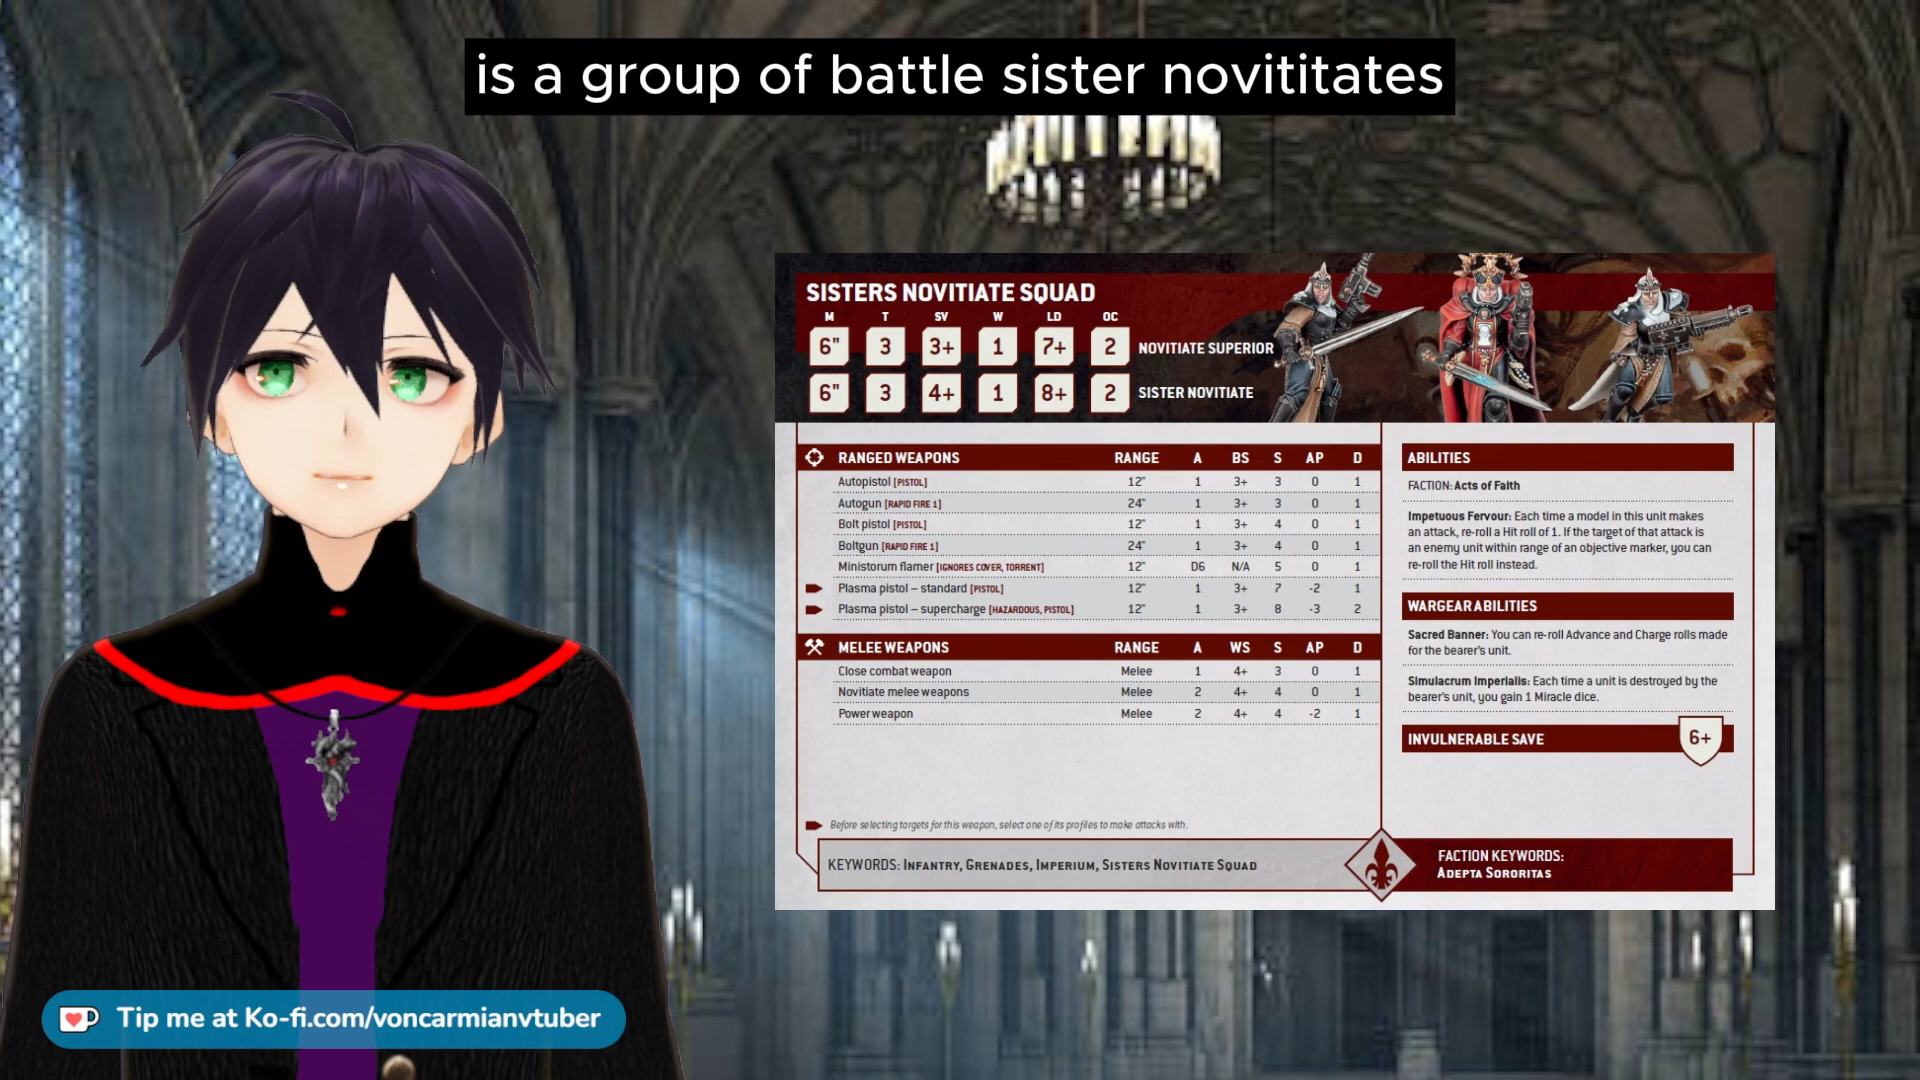 is a group of battle sister novititates
SISTERS NOVITIATE SQUAD
M T SV W LD OC
6" 3 3+ 1 7+ 2 NOVITIATE SUPERIOR
6" 3 4+ 1 8+ 2 SISTER NOVITIATE
RANGED WEAPONS RANGE A BS S AP D
Autopistol [PISTOL] 12" 1 3+ 3 0 1
Autogun [RAPID FIRE 1] 24" 1 3+ 3 0 1
Bolt pistol [PISTOL] 12" 1 3+ 4 0 1
Boltgun [RAPID FIRE 1] 24" 1 3+ 4 0 1
Ministorum flamer [IGNORES COVER, TORRENT] 12" D6 N/A 5 0 1
Plasma pistol – standard [PISTOL] 12" 1 3+ 7 -2 1
Plasma pistol – supercharge [HAZARDOUS, PISTOL] 12" 1 3+ 8 -3 2
MELEE WEAPONS RANGE A WS S AP D
Close combat weapon Melee 1 4+ 3 0 1
Novitiate melee weapons Melee 2 4+ 4 0 1
Power weapon Melee 2 4+ 4 -2 1
Before selecting targets for this weapon, select one of its profiles to make attacks with.
KEYWORDS: INFANTRY, GRENADES, IMPERIUM, SISTERS NOVITIATE SQUAD
ABILITIES
FACTION: Acts of Faith
Impetuous Fervour: Each time a model in this unit makes
an attack, re-roll a Hit roll of 1. If the target of that attack is
an enemy unit within range of an objective marker, you can
re-roll the Hit roll instead.
WARGEAR ABILITIES
Sacred Banner: You can re-roll Advance and Charge rolls made
for the bearer's unit.
Simulacrum Imperialis: Each time a unit is destroyed by the
bearer's unit, you gain 1 Miracle dice.
INVULNERABLE SAVE 6+
FACTION KEYWORDS:
ADEPTA SORORITAS
Tip me at Ko-fi.com/voncarmianvtuber